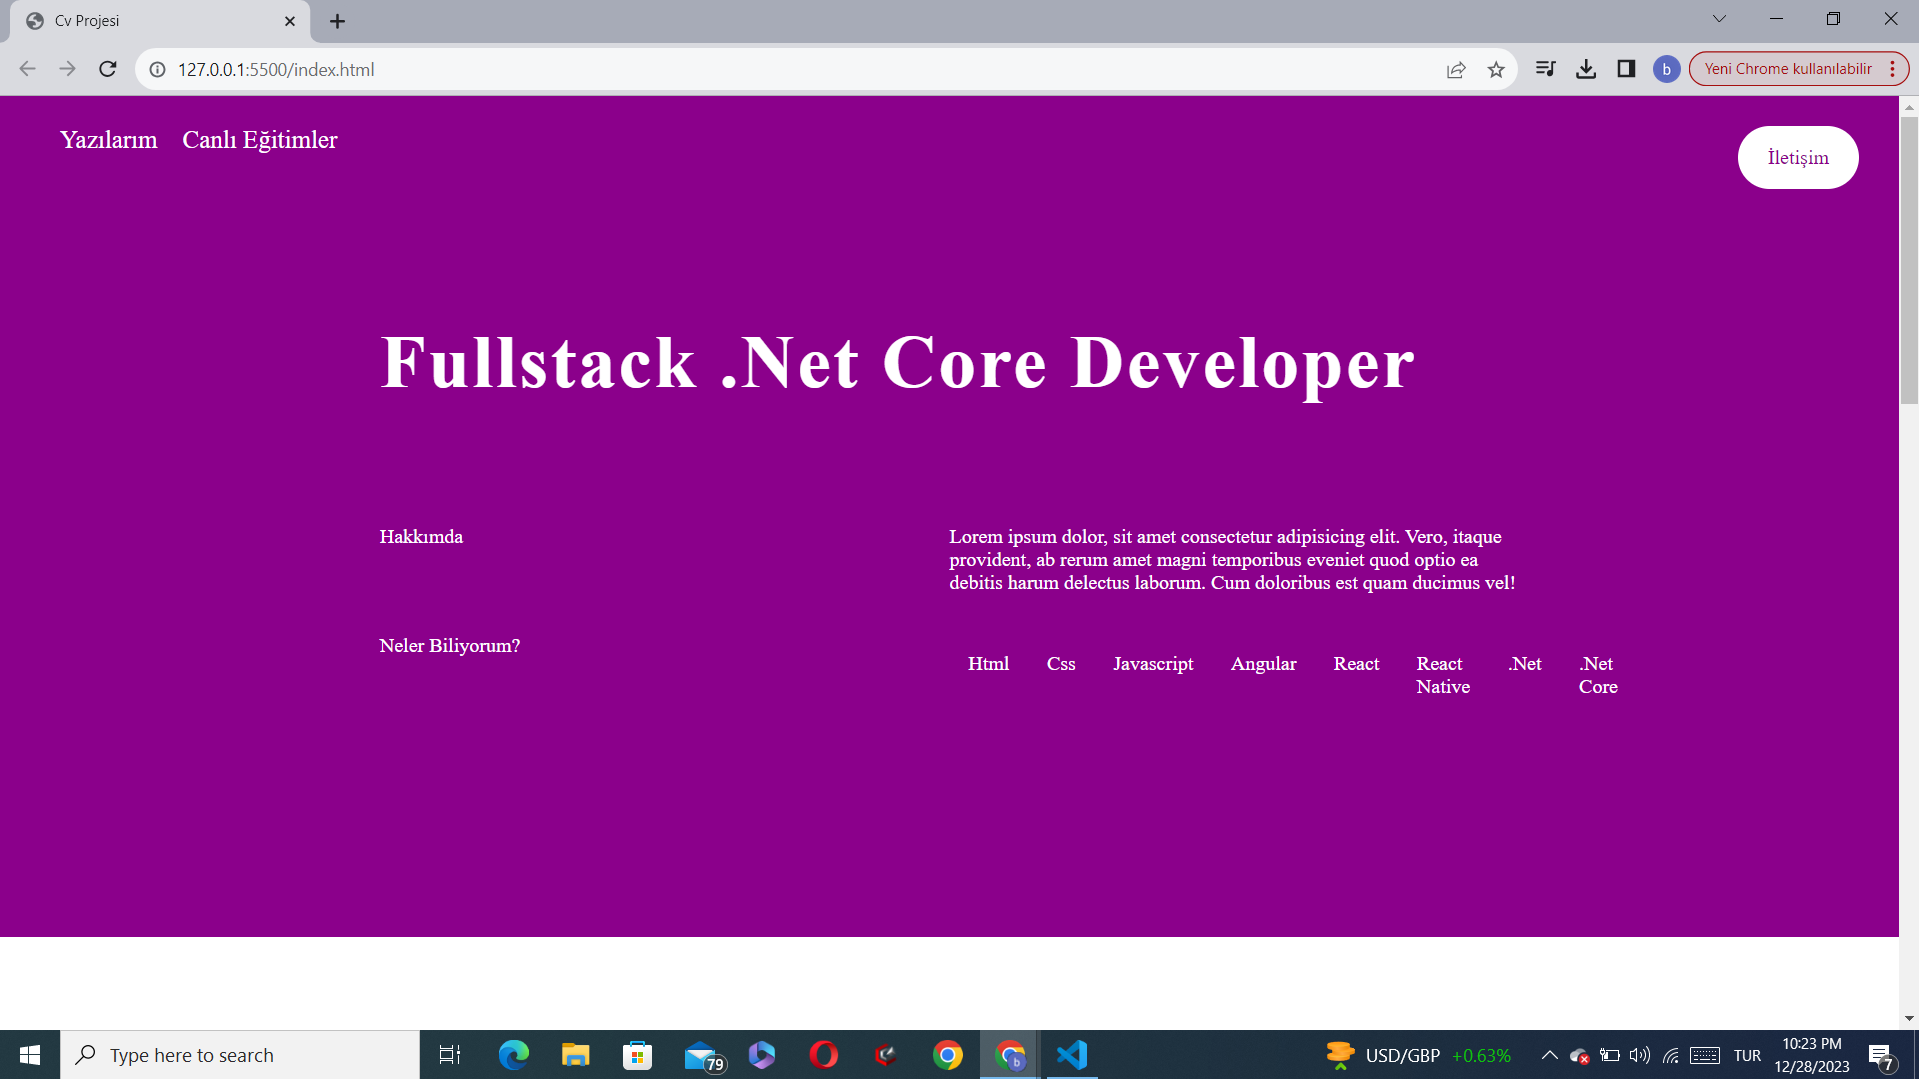 Cv Projesi
127.0.0.1:5500/index.html
b
Yeni Chrome kullanılabilir
Yazılarım Canlı Eğitimler
İletişim
Fullstack .Net Core Developer
Hakkımda
Lorem ipsum dolor, sit amet consectetur adipisicing elit. Vero, itaque
provident, ab rerum amet magni temporibus eveniet quod optio ea
debitis harum delectus laborum. Cum doloribus est quam ducimus vel!
Neler Biliyorum?
Html Css Javascript Angular React React Native .Net .Net Core
Type here to search
79
b
USD/GBP +0.63%
TUR
10:23 PM
12/28/2023
7